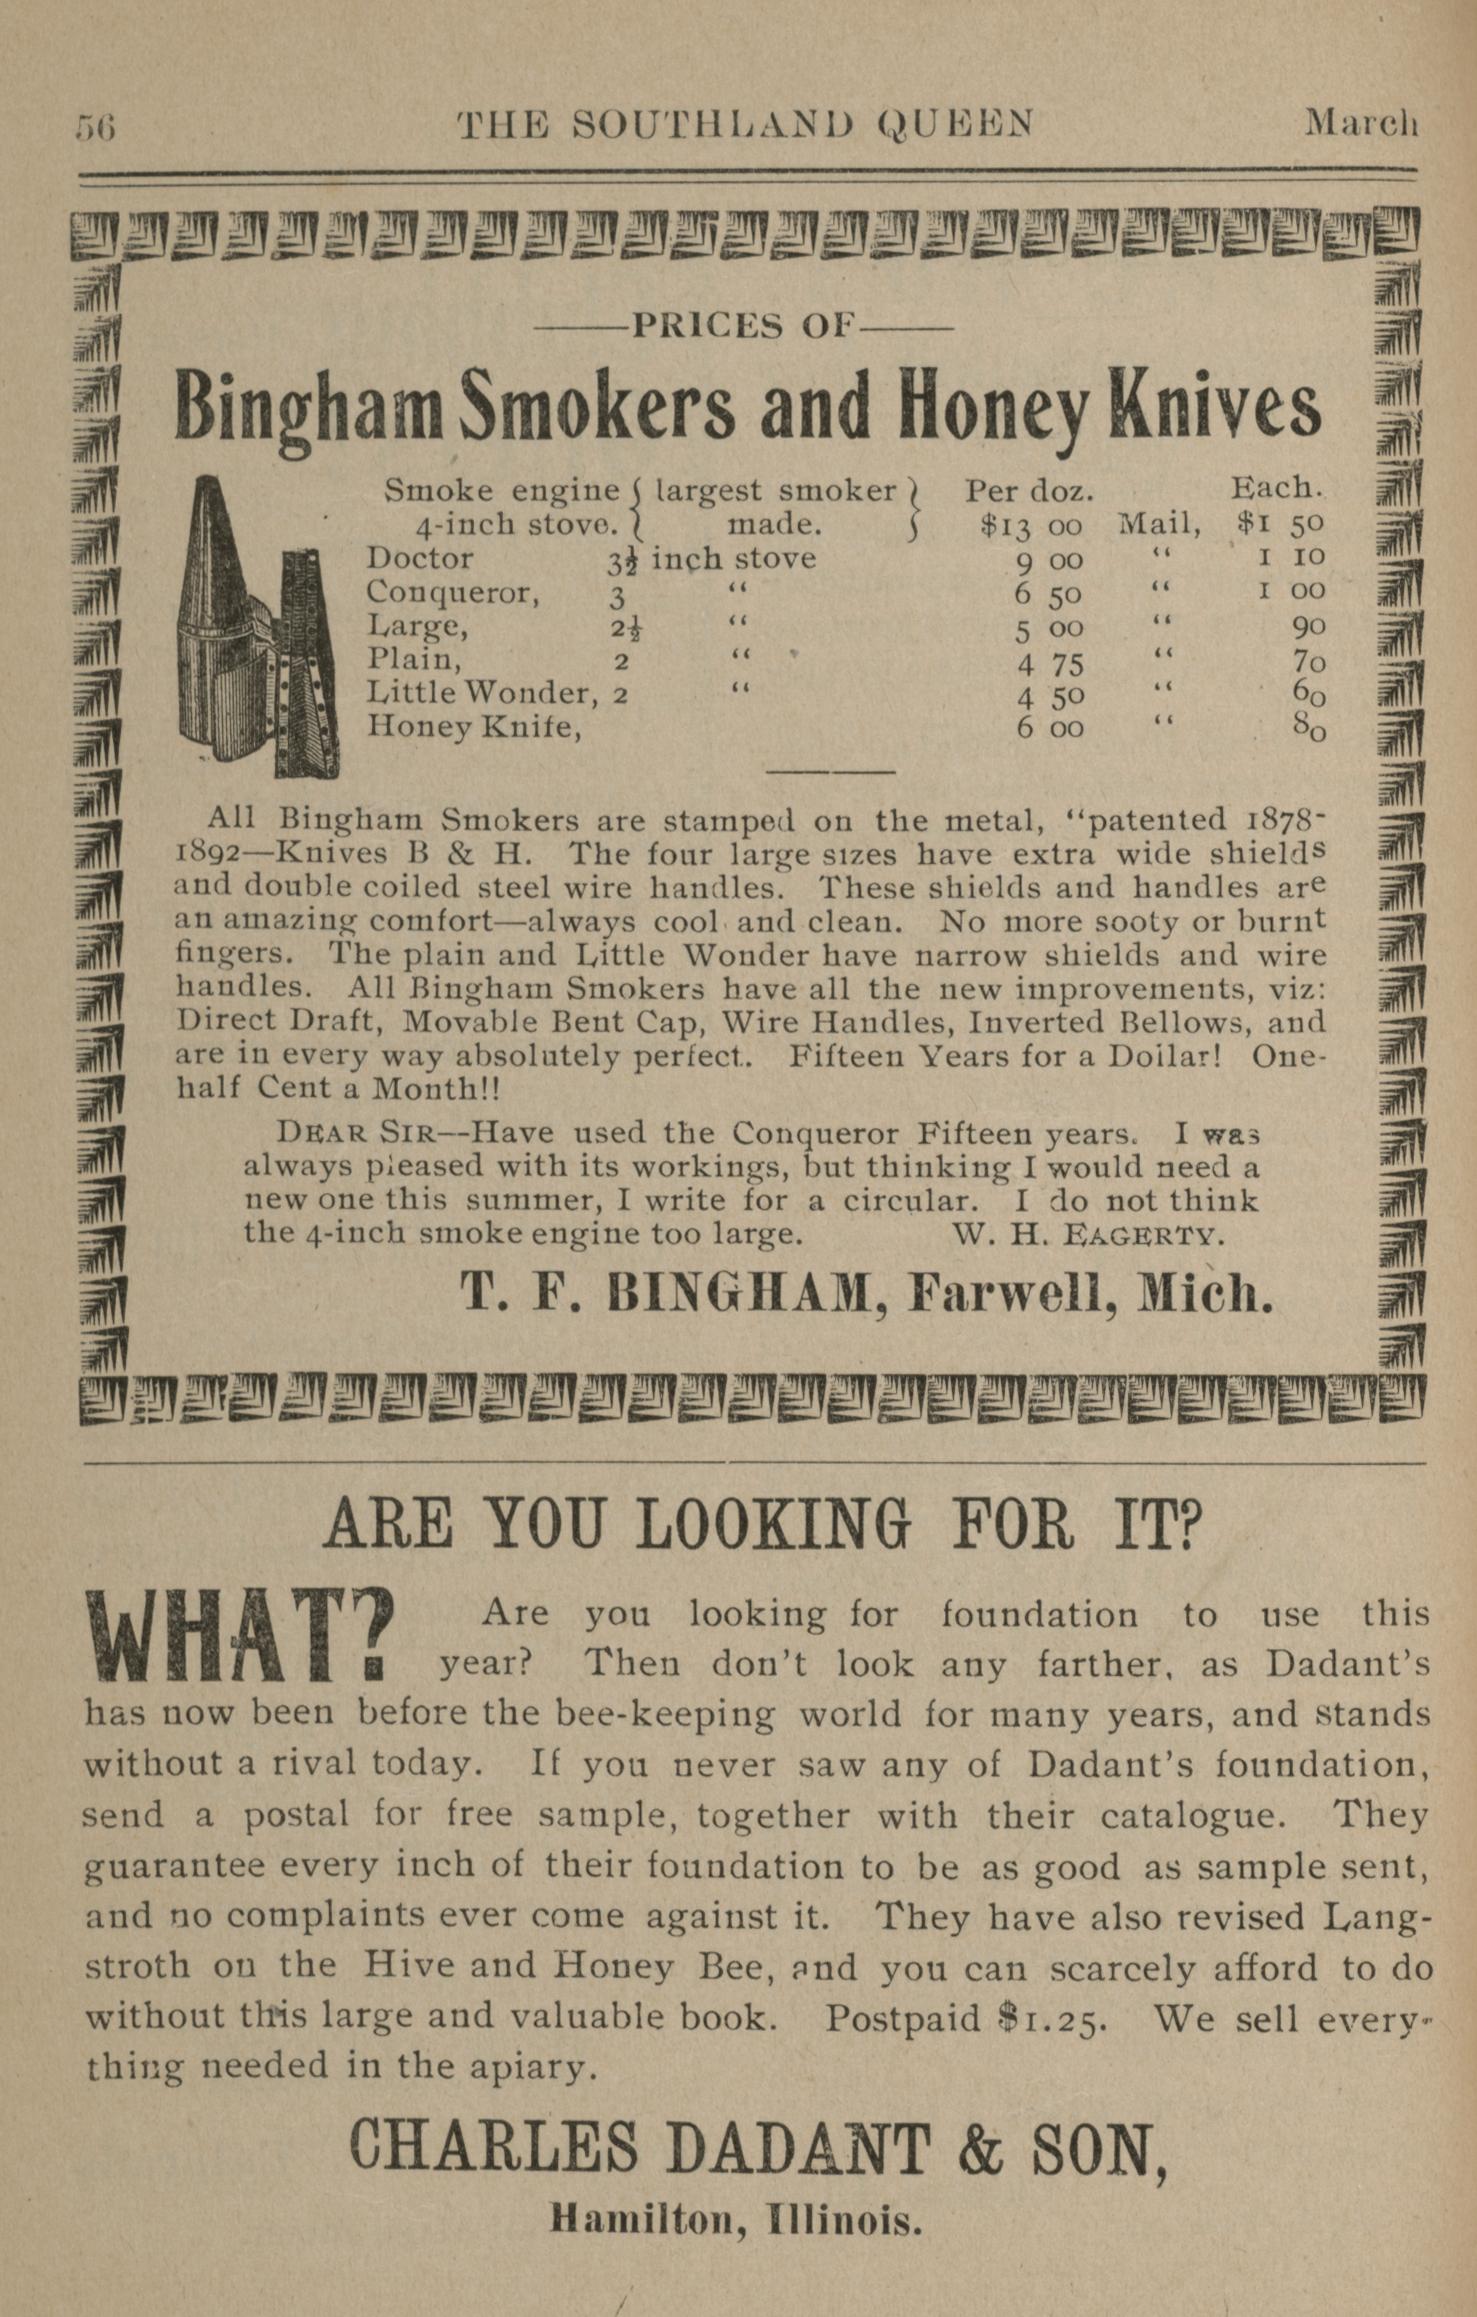 56 THE SOUTHLAND QUEEN March
——PRICES OF——
Bingham Smokers and Honey Knives
Smoke engine { largest smoker } Per doz. Each.
4-inch stove. { made. } $13 00 Mail, $1 50
Doctor 3½ inch stove 9 00 “ 1 10
Conqueror, 3 “ 6 50 “ 1 00
Large, 2½ “ 5 00 “ 90
Plain, 2 “ 4 75 “ 70
Little Wonder, 2 “ 4 50 “ 60
Honey Knife, 6 00 “ 80
All Bingham Smokers are stamped on the metal, “patented 1878-
1892—Knives B & H. The four large sizes have extra wide shields
and double coiled steel wire handles. These shields and handles are
an amazing comfort—always cool and clean. No more sooty or burnt
fingers. The plain and Little Wonder have narrow shields and wire
handles. All Bingham Smokers have all the new improvements, viz:
Direct Draft, Movable Bent Cap, Wire Handles, Inverted Bellows, and
are in every way absolutely perfect. Fifteen Years for a Dollar! One-
half Cent a Month!!
DEAR SIR—Have used the Conqueror Fifteen years. I was
always pleased with its workings, but thinking I would need a
new one this summer, I write for a circular. I do not think
the 4-inch smoke engine too large. W. H. EAGERTY.
T. F. BINGHAM, Farwell, Mich.
ARE YOU LOOKING FOR IT?
WHAT? Are you looking for foundation to use this
year? Then don’t look any farther, as Dadant’s
has now been before the bee-keeping world for many years, and stands
without a rival today. If you never saw any of Dadant’s foundation,
send a postal for free sample, together with their catalogue. They
guarantee every inch of their foundation to be as good as sample sent,
and no complaints ever come against it. They have also revised Lang-
stroth on the Hive and Honey Bee, and you can scarcely afford to do
without this large and valuable book. Postpaid $1.25. We sell every-
thing needed in the apiary.
CHARLES DADANT & SON,
Hamilton, Illinois.